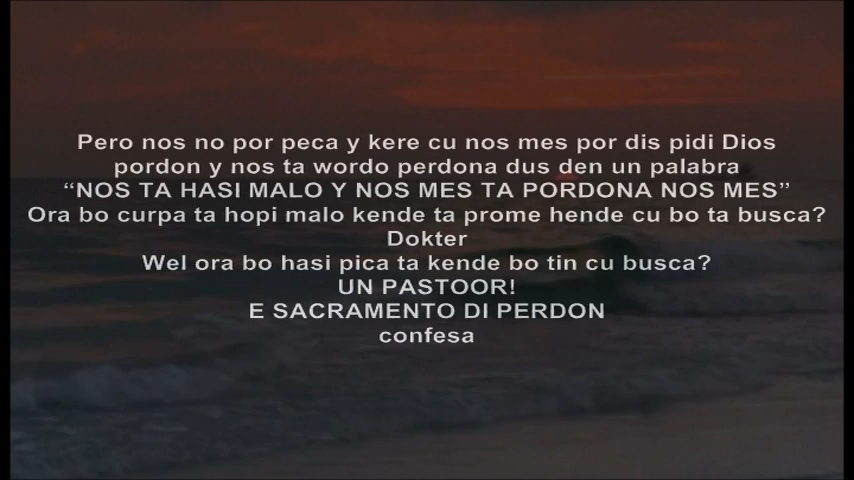 Pero nos no por peca y kere cu nos mes por dis pidi Dios
pordon y nos ta wordo perdona dus den un palabra
“NOS TA HASI MALO Y NOS MES TA PORDONA NOS MES”
Ora bo curpa ta hopi malo kende ta prome hende cu bo ta busca?
Dokter
Wel ora bo hasi pica ta kende bo tin cu busca?
UN PASTOOR!
E SACRAMENTO DI PERDON
confesa